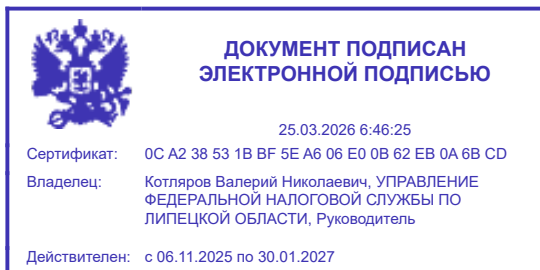 ДОКУМЕНТ ПОДПИСАН
ЭЛЕКТРОННОЙ ПОДПИСЬЮ
25.03.2026 6:46:25
Сертификат: 0C A2 38 53 1B BF 5E A6 06 E0 0B 62 EB 0A 6B CD
Владелец: Котляров Валерий Николаевич, УПРАВЛЕНИЕ
ФЕДЕРАЛЬНОЙ НАЛОГОВОЙ СЛУЖБЫ ПО
ЛИПЕЦКОЙ ОБЛАСТИ, Руководитель
Действителен: с 06.11.2025 по 30.01.2027